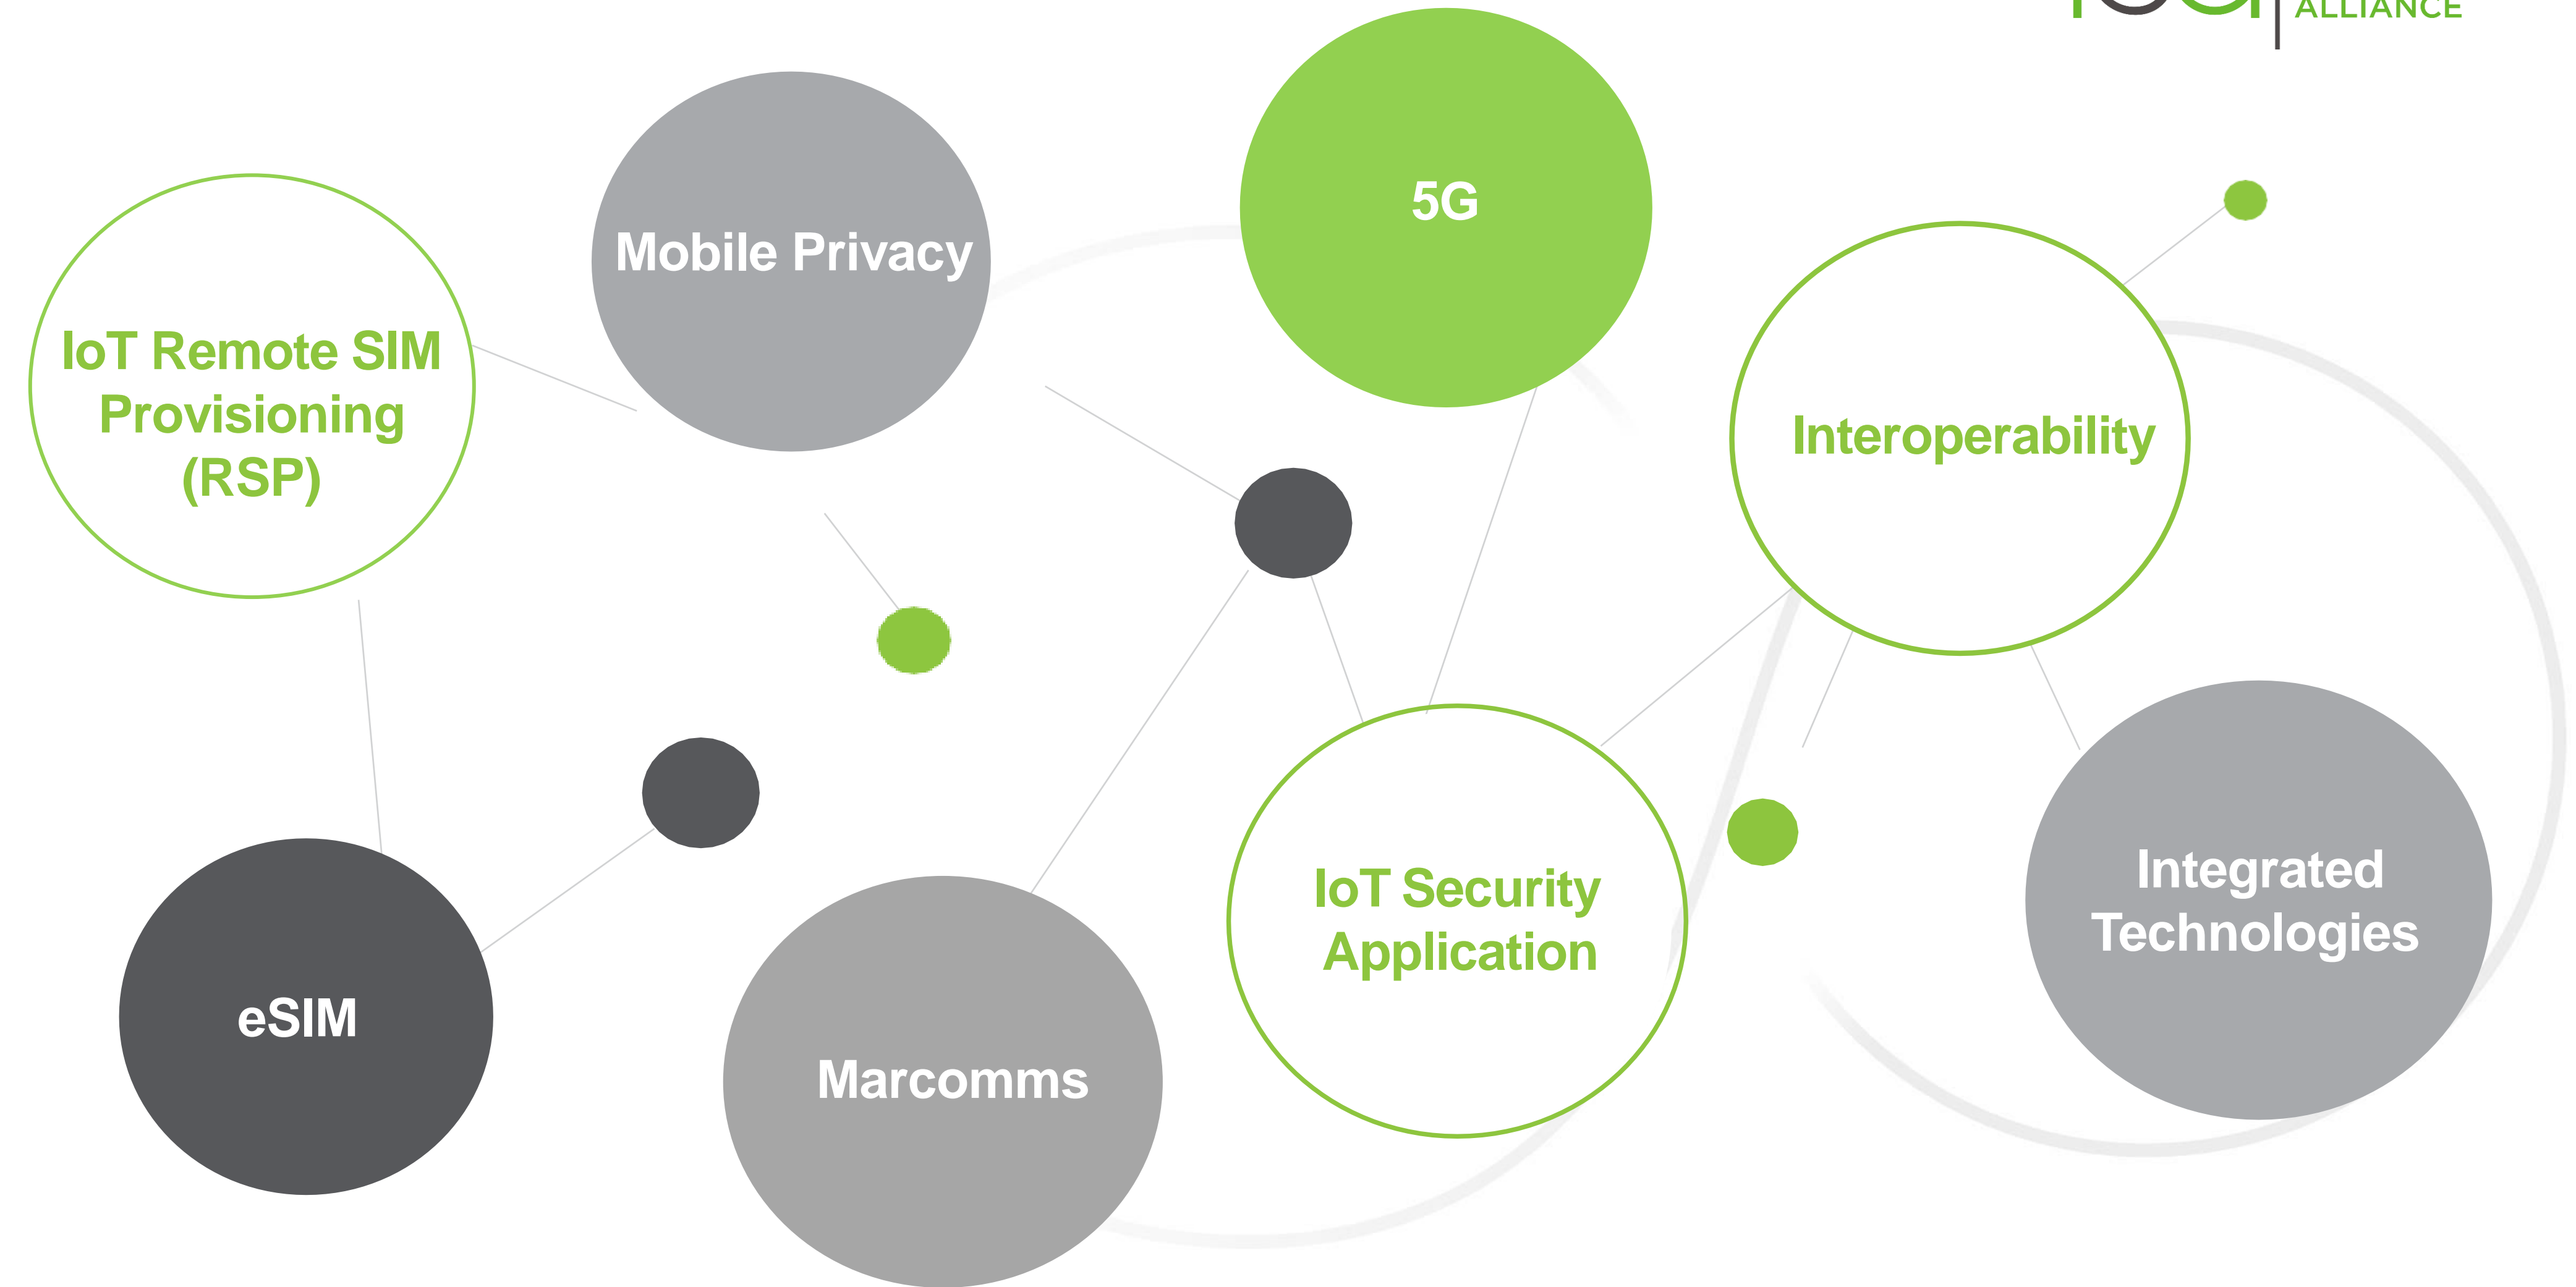 ALLIANCE
5G
Mobile Privacy
IoT Remote SIM
Provisioning
(RSP)
Interoperability
IoT Security
Application
Integrated
Technologies
eSIM
Marcomms